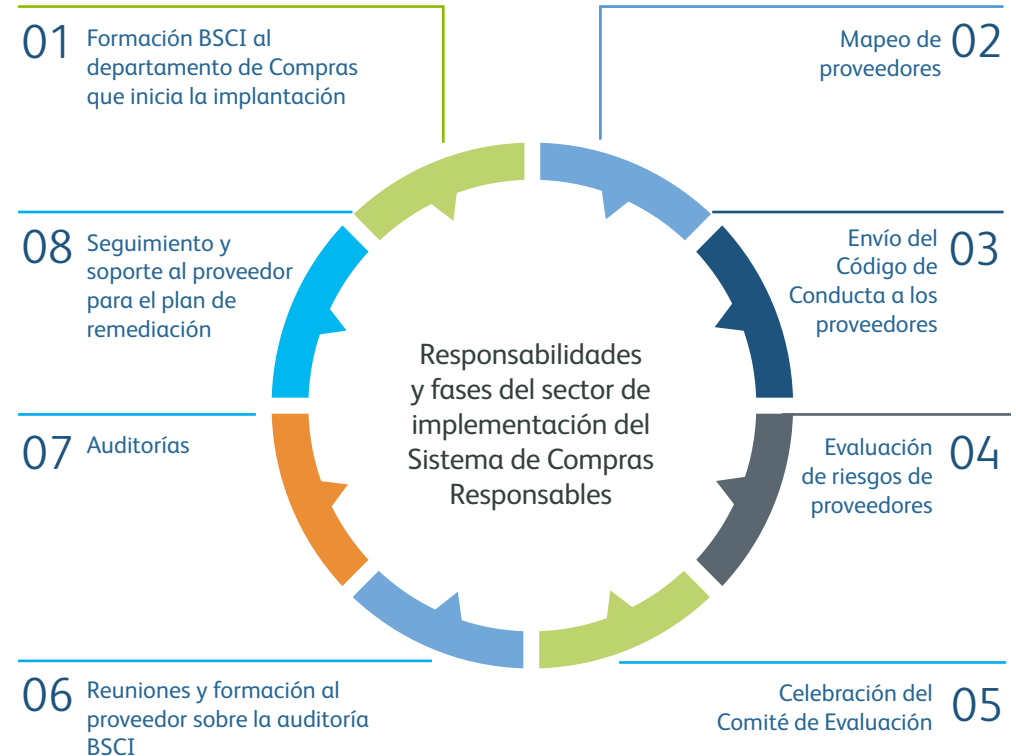 01
Formación BSCI al
departamento de Compras
que inicia la implantación
02
Mapeo de
proveedores
03
Envío del
Código de
Conducta a los
proveedores
04
Evaluación
de riesgos de
proveedores
05
Celebración del
Comité de Evaluación
06
Reuniones y formación al
proveedor sobre la auditoría
BSCI
07
Auditorías
08
Seguimiento y
soporte al proveedor
para el plan de
remediación
Responsabilidades
y fases del sector de
implementación del
Sistema de Compras
Responsables